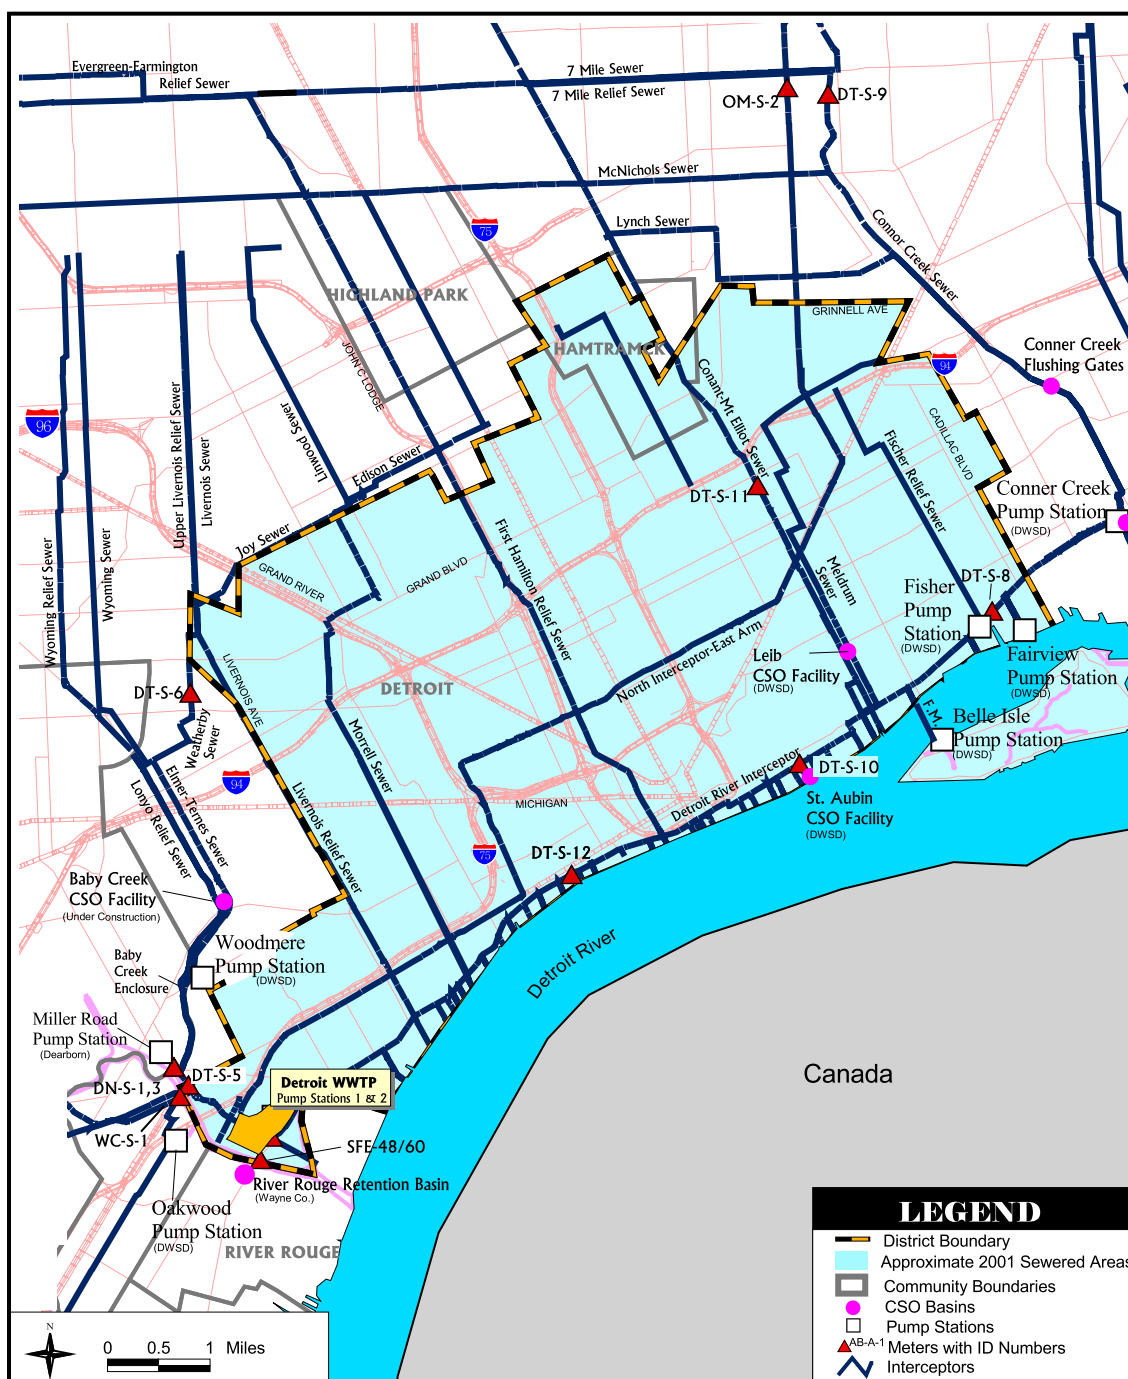 Evergreen-Farmington
Relief Sewer
7 Mile Sewer
7 Mile Relief Sewer
OM-S-2
DT-S-9
McNichols Sewer
Lynch Sewer
Connor Creek Sewer
75
HIGHLAND PARK
JOHN C LODGE
HAMTRAMCK
GRINNELL AVE
Conner Creek
Flushing Gates
94
96
Upper Livernois Relief Sewer
Livernois Sewer
Linwood Sewer
Edison Sewer
Conant-Mt Elliot Sewer
CADILLAC BLVD
Fischer Relief Sewer
DT-S-11
Conner Creek
Pump Station
(DWSD)
Wyoming Relief Sewer
Wyoming Sewer
Joy Sewer
GRAND RIVER
GRAND BLVD
First Hamilton Relief Sewer
Meldrum
Sewer
DT-S-8
Fisher
Pump
Station
(DWSD)
North Interceptor-East Arm
Leib
CSO Facility
(DWSD)
Fairview
Pump Station
(DWSD)
DT-S-6
LIVERNOIS AVE
DETROIT
Weatherby
Sewer
Morrell Sewer
F.M.
Belle Isle
Pump Station
(DWSD)
94
Elmer-Ternes Sewer
Lonyo Relief Sewer
Livernois Relief Sewer
MICHIGAN
Detroit River Interceptor
DT-S-10
St. Aubin
CSO Facility
(DWSD)
75
DT-S-12
Baby Creek
CSO Facility
(Under Construction)
Woodmere
Pump Station
(DWSD)
Baby
Creek
Enclosure
Detroit River
Miller Road
Pump Station
(Dearborn)
DT-S-5
DN-S-1,3
Detroit WWTP
Pump Stations 1 & 2
Canada
WC-S-1
SFE-48/60
River Rouge Retention Basin
(Wayne Co.)
Oakwood
Pump Station
(DWSD)
RIVER ROUGE
LEGEND
District Boundary
Approximate 2001 Sewered Areas
Community Boundaries
CSO Basins
Pump Stations
AB-A-1 Meters with ID Numbers
Interceptors
N
0 0.5 1 Miles